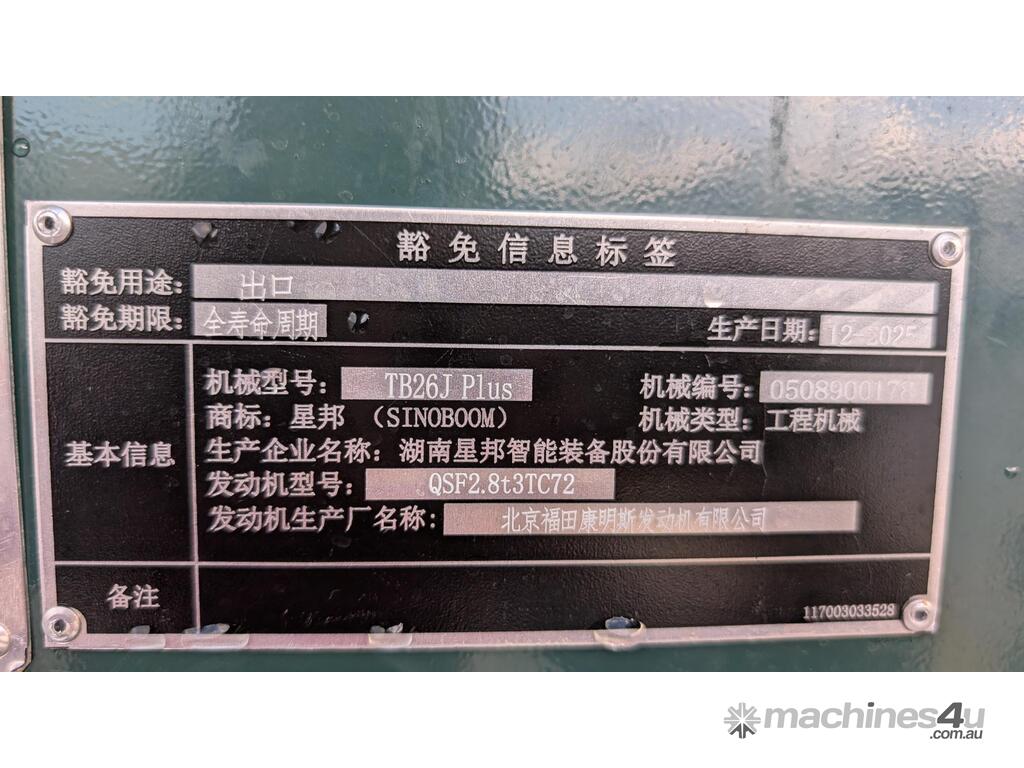 豁免信息标签
豁免用途: 出口
豁免期限: 全寿命周期 生产日期: 12-2025
基本信息
机械型号: TB26J Plus 机械编号: 0508900178
商标: 星邦 (SINOBOOM) 机械类型: 工程机械
生产企业名称: 湖南星邦智能装备股份有限公司
发动机型号: QSF2.8t3TC72
发动机生产厂名称: 北京福田康明斯发动机有限公司
备注
117003033528
machines4u
.com.au